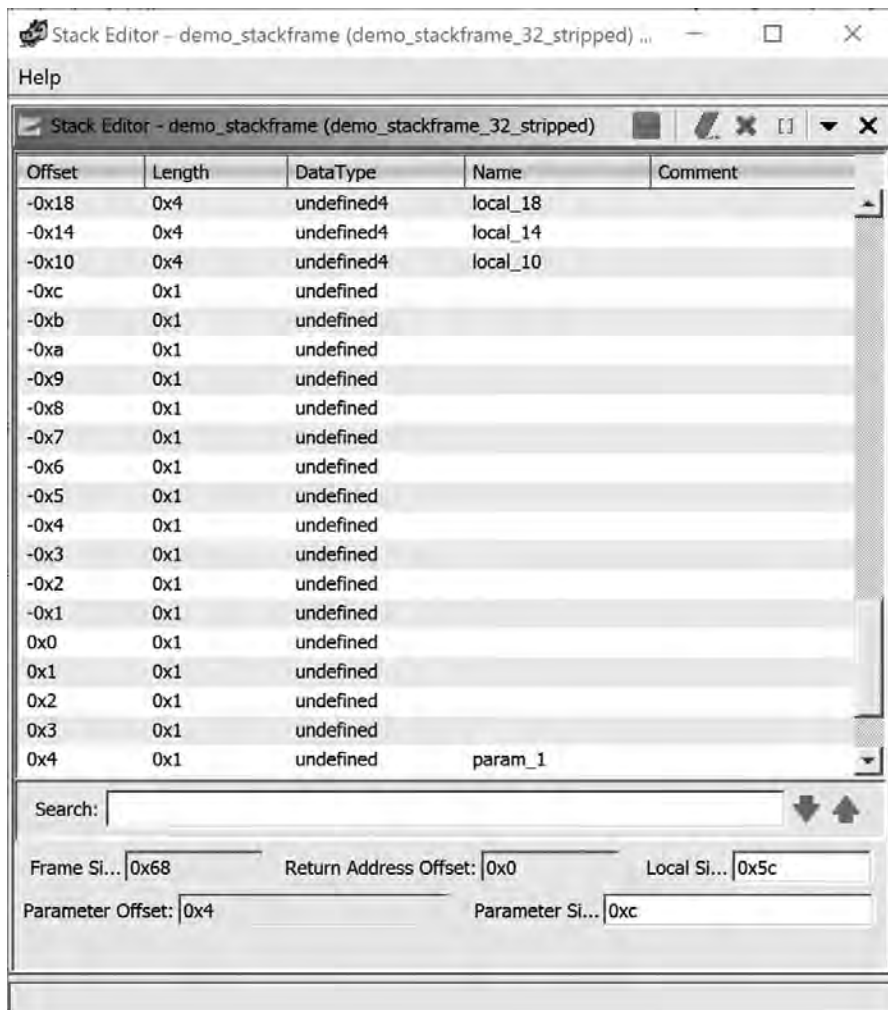 Stack Editor – demo_stackframe (demo_stackframe_32_stripped) ...
Help
Stack Editor - demo_stackframe (demo_stackframe_32_stripped)
Offset Length DataType Name Comment
-0x18 0x4 undefined4 local_18
-0x14 0x4 undefined4 local_14
-0x10 0x4 undefined4 local_10
-0xc 0x1 undefined
-0xb 0x1 undefined
-0xa 0x1 undefined
-0x9 0x1 undefined
-0x8 0x1 undefined
-0x7 0x1 undefined
-0x6 0x1 undefined
-0x5 0x1 undefined
-0x4 0x1 undefined
-0x3 0x1 undefined
-0x2 0x1 undefined
-0x1 0x1 undefined
0x0 0x1 undefined
0x1 0x1 undefined
0x2 0x1 undefined
0x3 0x1 undefined
0x4 0x1 undefined param_1
Search:
Frame Si... 0x68 Return Address Offset: 0x0 Local Si... 0x5c
Parameter Offset: 0x4 Parameter Si... 0xc